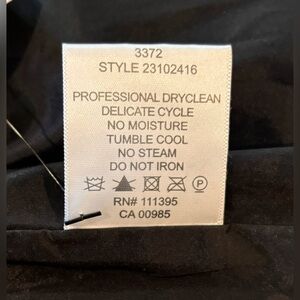 3372
STYLE 23102416
PROFESSIONAL DRYCLEAN
DELICATE CYCLE
NO MOISTURE
TUMBLE COOL
NO STEAM
DO NOT IRON
P
RN# 111395
CA 00985